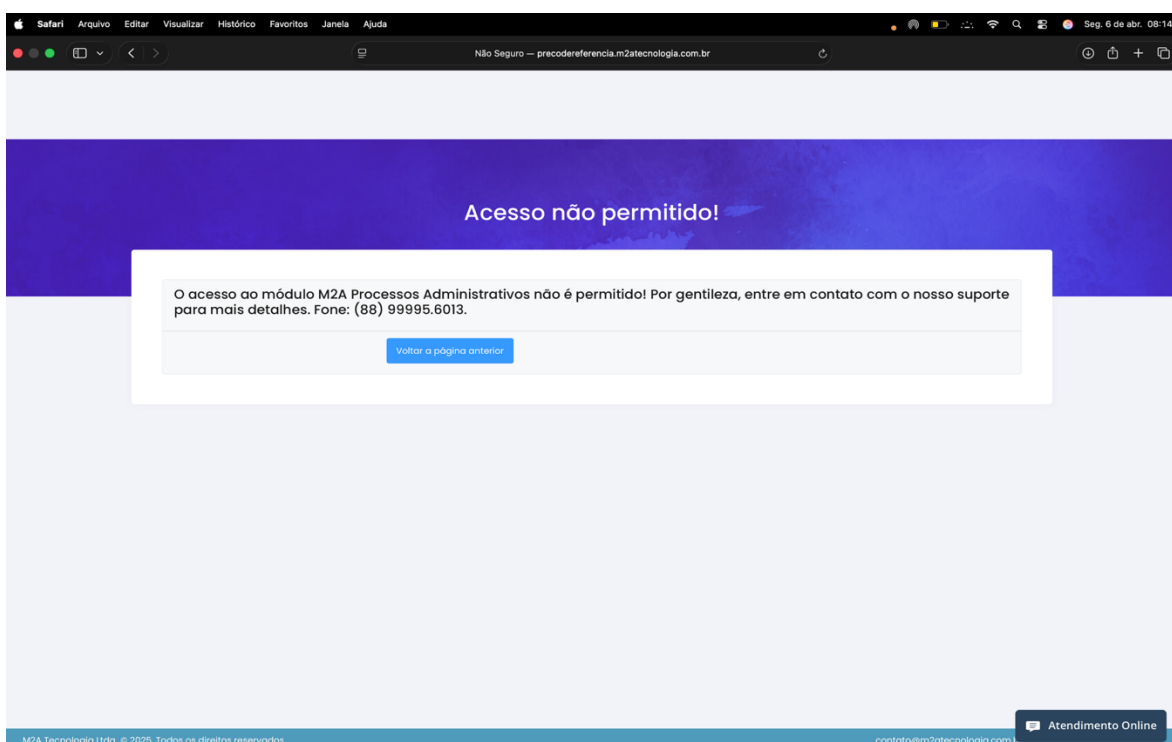 Safari Arquivo Editar Visualizar Histórico Favoritos Janela Ajuda Seg. 6 de abr. 08:14
Não Seguro — precodereferencia.m2atecnologia.com.br
Acesso não permitido!
O acesso ao módulo M2A Processos Administrativos não é permitido! Por gentileza, entre em contato com o nosso suporte
para mais detalhes. Fone: (88) 99995.6013.
Voltar a página anterior
Atendimento Online
M2A Tecnologia Ltda. © 2025. Todos os direitos reservados. contato@m2atecnologia.com